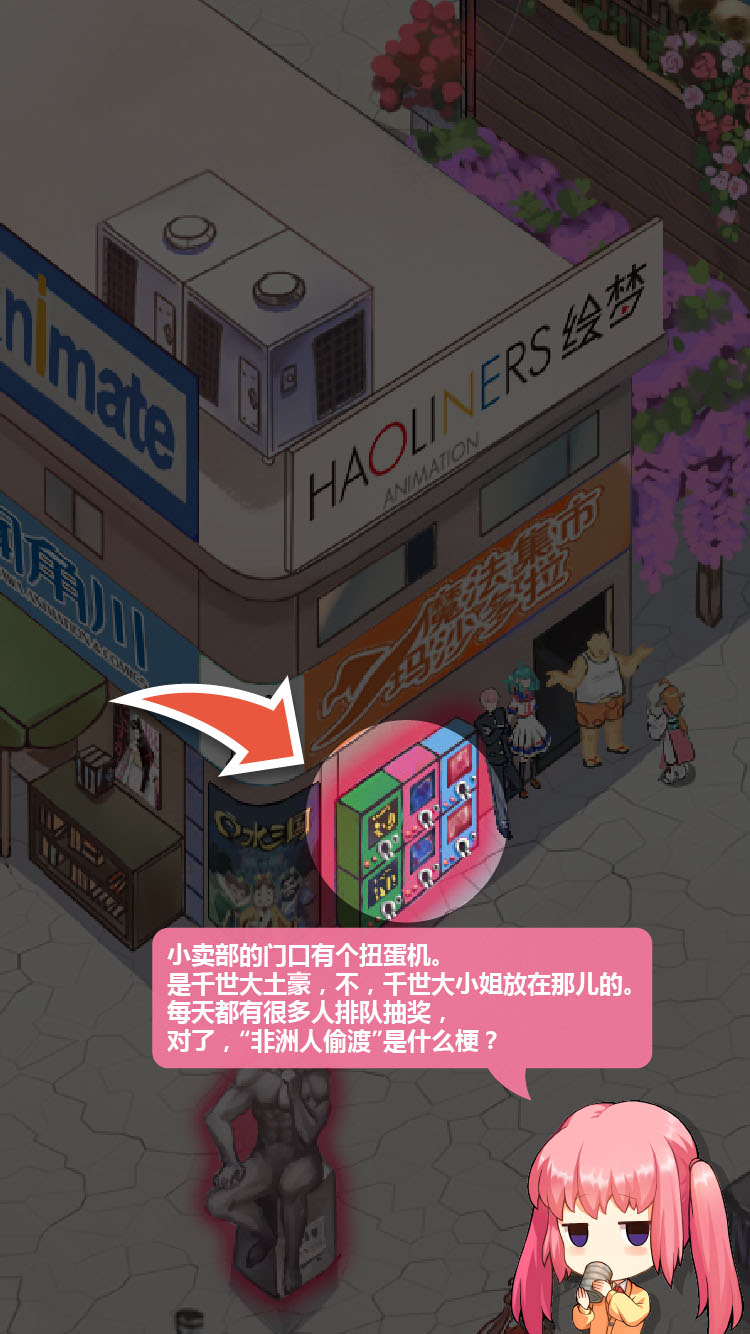 animate
HAOLINERS 绘梦
ANIMATION
魔法集市
玛莎多拉
角川
ANIMATION & COMICS
水三国
小卖部的门口有个扭蛋机。
是千世大土豪，不，千世大小姐放在那儿的。
每天都有很多人排队抽奖，
对了，“非洲人偷渡”是什么梗？